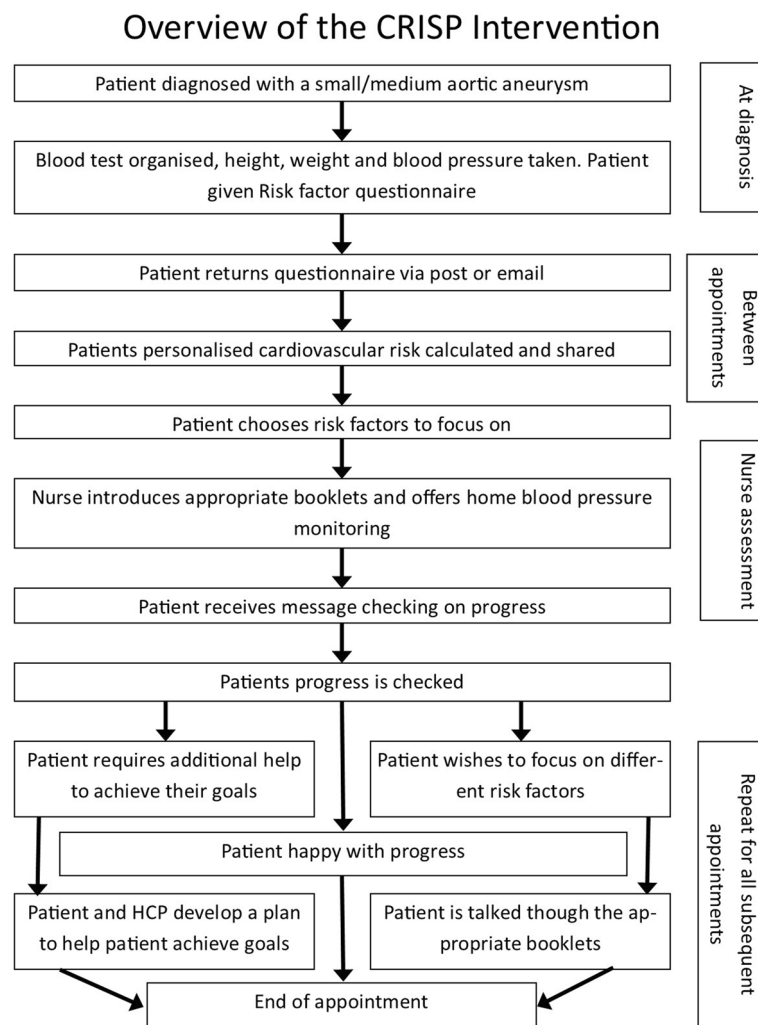 Overview of the CRISP Intervention
Patient diagnosed with a small/medium aortic aneurysm
Blood test organised, height, weight and blood pressure taken. Patient
given Risk factor questionnaire
At diagnosis
Patient returns questionnaire via post or email
Patients personalised cardiovascular risk calculated and shared
Between
appointments
Patient chooses risk factors to focus on
Nurse introduces appropriate booklets and offers home blood pressure
monitoring
Patient receives message checking on progress
Nurse assessment
Patients progress is checked
Patient requires additional help
to achieve their goals
Patient wishes to focus on differ-
ent risk factors
Patient happy with progress
Patient and HCP develop a plan
to help patient achieve goals
Patient is talked though the ap-
propriate booklets
End of appointment
Repeat for all subsequent
appointments